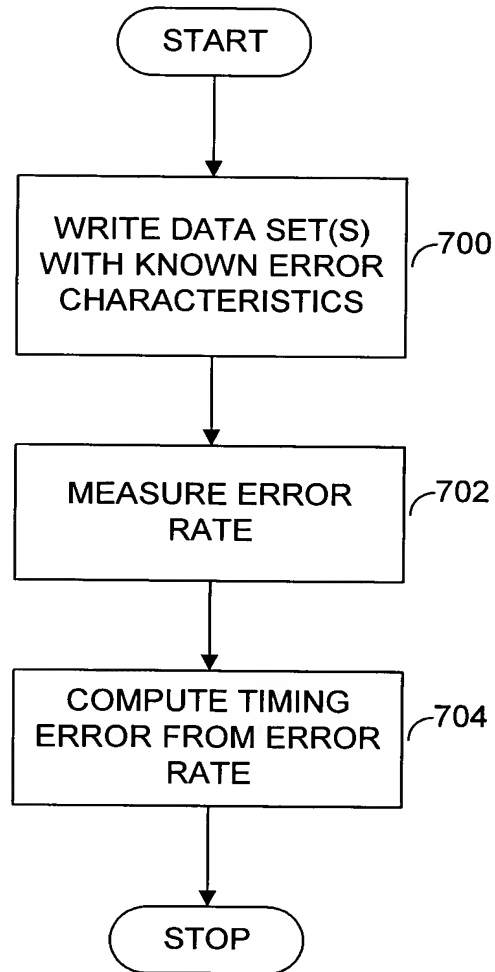 START
WRITE DATA SET(S)
WITH KNOWN ERROR
CHARACTERISTICS
700
MEASURE ERROR
RATE
702
COMPUTE TIMING
ERROR FROM ERROR
RATE
704
STOP